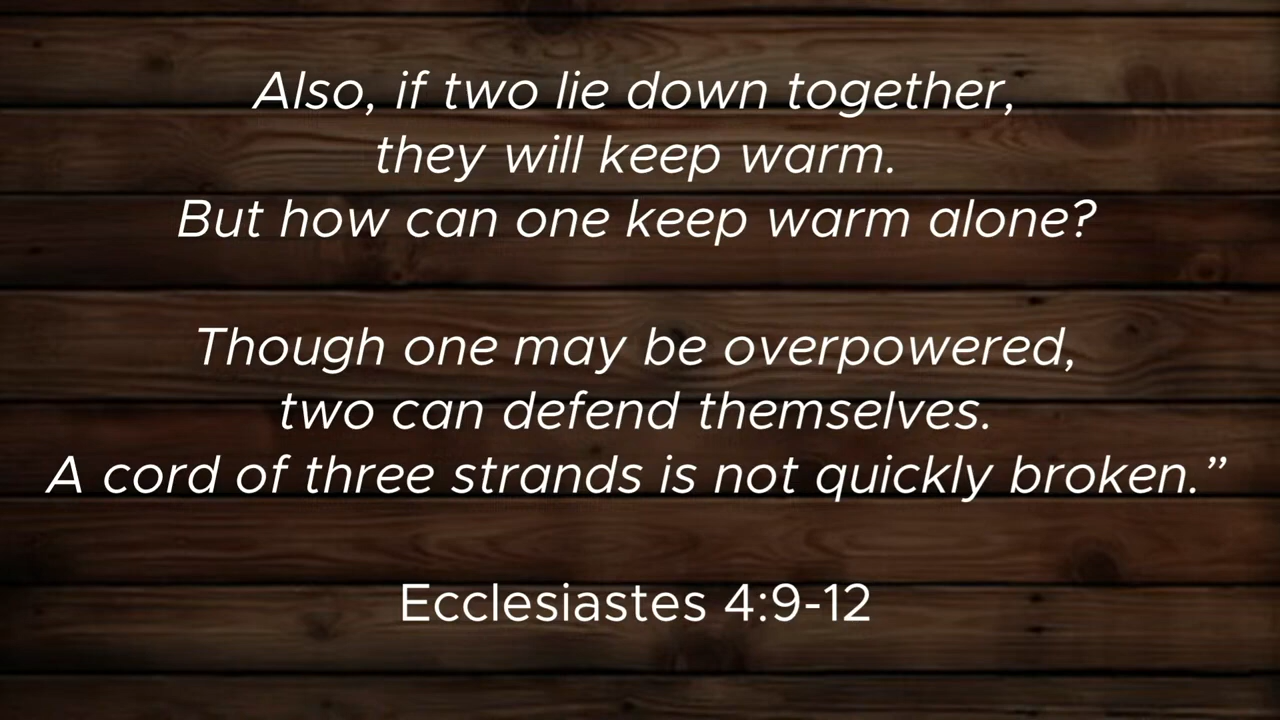 Also, if two lie down together,
they will keep warm.
But how can one keep warm alone?
Though one may be overpowered,
two can defend themselves.
A cord of three strands is not quickly broken.”
Ecclesiastes 4:9-12